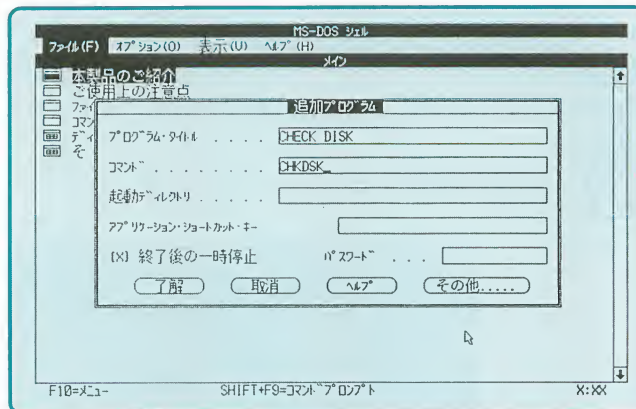 MS-DOS シェル
ファイル(F) オプション(O) 表示(V) ヘルプ(H)
メイン
本製品のご紹介
ご使用上の注意点
追加プログラム
プログラム・タイトル . . . . . CHECK DISK
コマンド . . . . . . . . CHKDSK_
起動ディレクトリ . . . . .
アプリケーション・ショートカット・キー
[X] 終了後の一時停止 パスワード . . .
了解 取消 ヘルプ その他.....
F10=メニュー SHIFT+F9=コマンドプロンプト X:XX